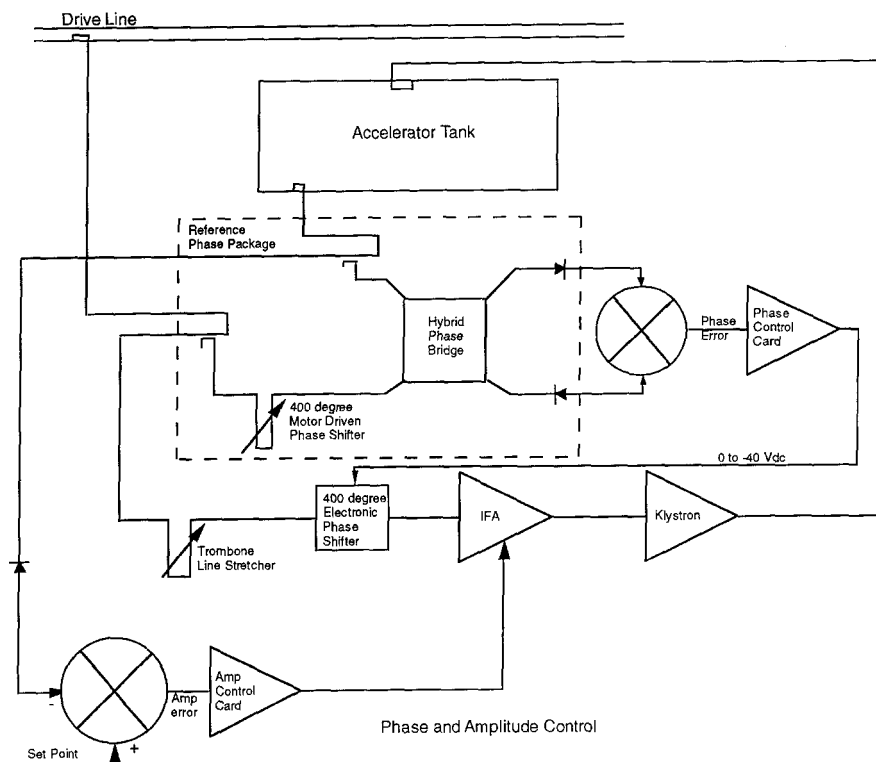 Drive Line
Accelerator Tank
Reference
Phase Package
Hybrid
Phase
Bridge
Phase
Error
Phase
Control
Card
400 degree
Motor Driven
Phase Shifter
0 to -40 Vdc
400 degree
Electronic
Phase
Shifter
IFA
Klystron
Trombone
Line Stretcher
Amp
Control
Card
Amp
error
-
+
Set Point
Phase and Amplitude Control